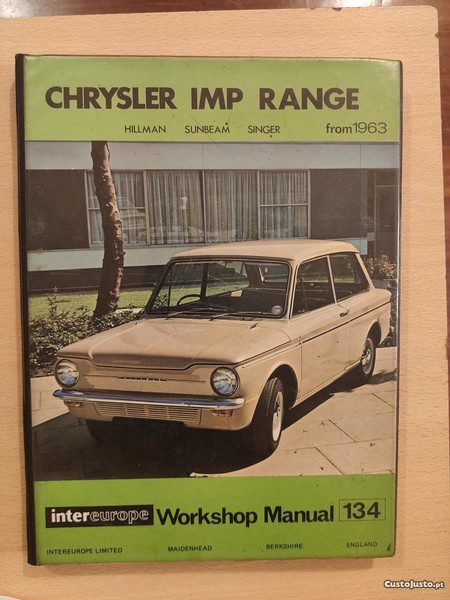 CHRYSLER IMP RANGE
HILLMAN SUNBEAM SINGER from1963
intereurope Workshop Manual 134
INTEREUROPE LIMITED MAIDENHEAD BERKSHIRE ENGLAND
Custojusto.pt